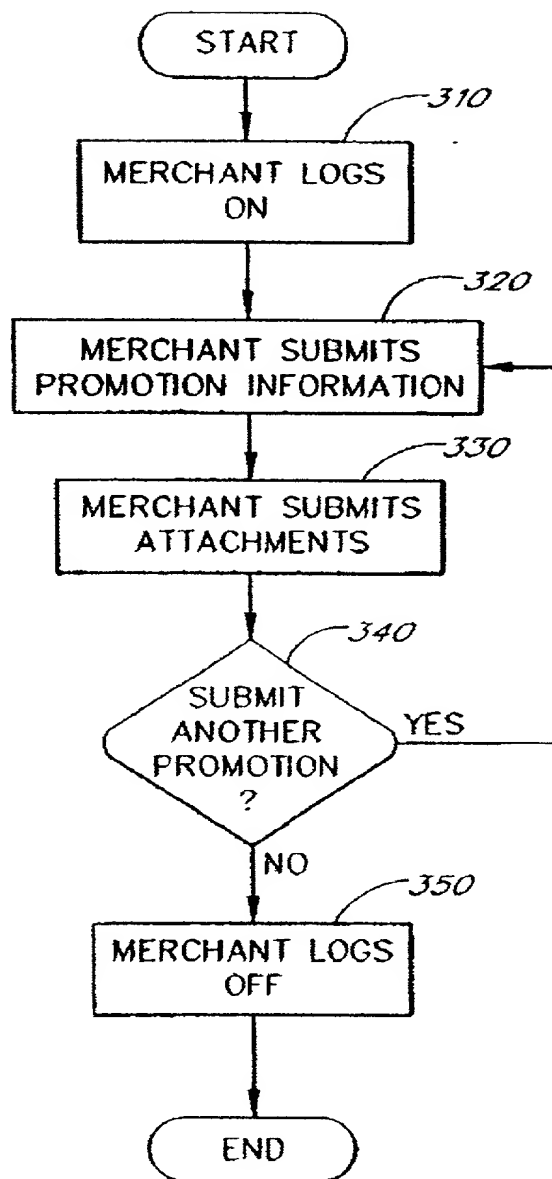 START
310
MERCHANT LOGS
ON
320
MERCHANT SUBMITS
PROMOTION INFORMATION
330
MERCHANT SUBMITS
ATTACHMENTS
340
SUBMIT
ANOTHER
PROMOTION
?
YES
NO
350
MERCHANT LOGS
OFF
END